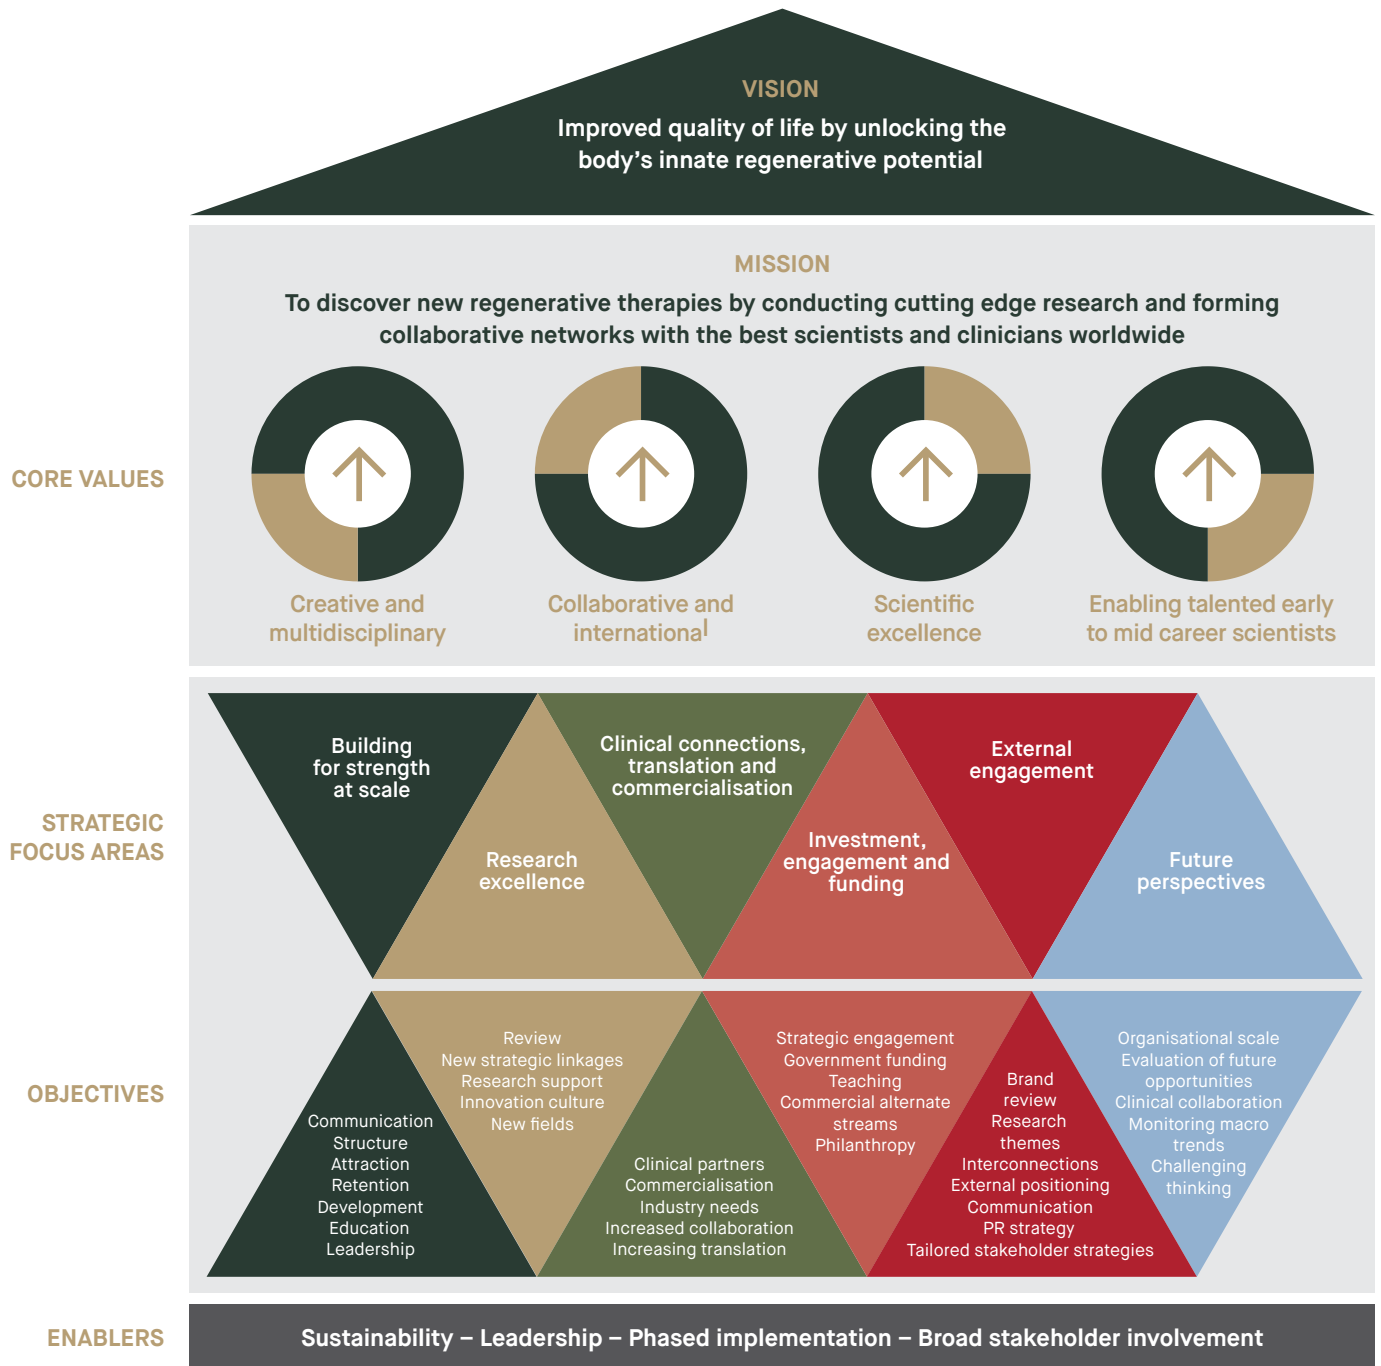 VISION
Improved quality of life by unlocking the
body's innate regenerative potential
MISSION
To discover new regenerative therapies by conducting cutting edge research and forming
collaborative networks with the best scientists and clinicians worldwide
CORE VALUES
Creative and
multidisciplinary
Collaborative and
international
Scientific
excellence
Enabling talented early
to mid career scientists
STRATEGIC
FOCUS AREAS
Building
for strength
at scale
Research
excellence
Clinical connections,
translation and
commercialisation
Investment,
engagement and
funding
External
engagement
Future
perspectives
OBJECTIVES
Communication
Structure
Attraction
Retention
Development
Education
Leadership
Review
New strategic linkages
Research support
Innovation culture
New fields
Clinical partners
Commercialisation
Industry needs
Increased collaboration
Increasing translation
Strategic engagement
Government funding
Teaching
Commercial alternate
streams
Philanthropy
Brand
review
Research
themes
Interconnections
External positioning
Communication
PR strategy
Tailored stakeholder strategies
Organisational scale
Evaluation of future
opportunities
Clinical collaboration
Monitoring macro
trends
Challenging
thinking
ENABLERS
Sustainability – Leadership – Phased implementation – Broad stakeholder involvement